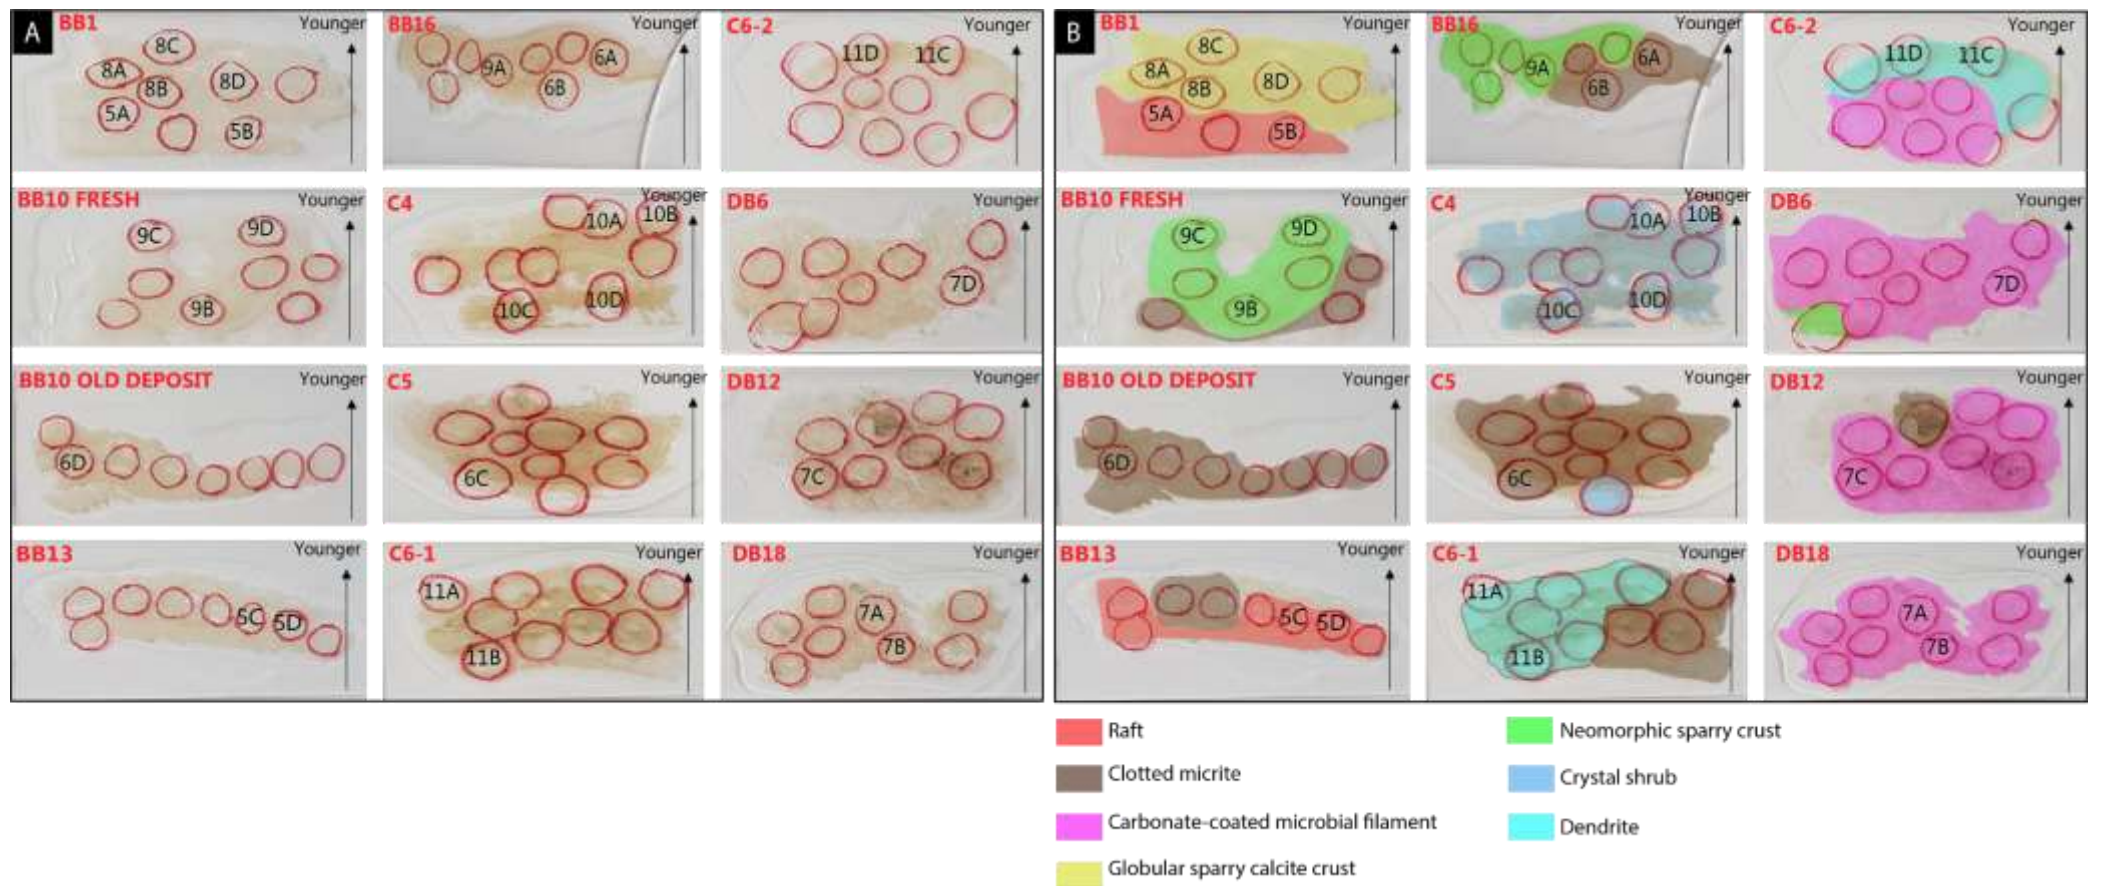 A
BB1
Younger
8C
8A
8B
8D
5A
5B
BB16
Younger
9A
6A
6B
C6-2
Younger
11D
11C
BB10 FRESH
Younger
9C
9D
9B
C4
Younger
10A
10B
10C
10D
DB6
Younger
7D
BB10 OLD DEPOSIT
Younger
6D
C5
Younger
6C
DB12
Younger
7C
BB13
Younger
5C
5D
C6-1
Younger
11A
11B
DB18
Younger
7A
7B
B
BB1
Younger
8C
8A
8B
8D
5A
5B
BB16
Younger
9A
6A
6B
C6-2
Younger
11D
11C
BB10 FRESH
Younger
9C
9D
9B
C4
Younger
10A
10B
10C
10D
DB6
Younger
7D
BB10 OLD DEPOSIT
Younger
6D
C5
Younger
6C
DB12
Younger
7C
BB13
Younger
5C
5D
C6-1
Younger
11A
11B
DB18
Younger
7A
7B
Raft
Clotted micrite
Carbonate-coated microbial filament
Globular sparry calcite crust
Neomorphic sparry crust
Crystal shrub
Dendrite